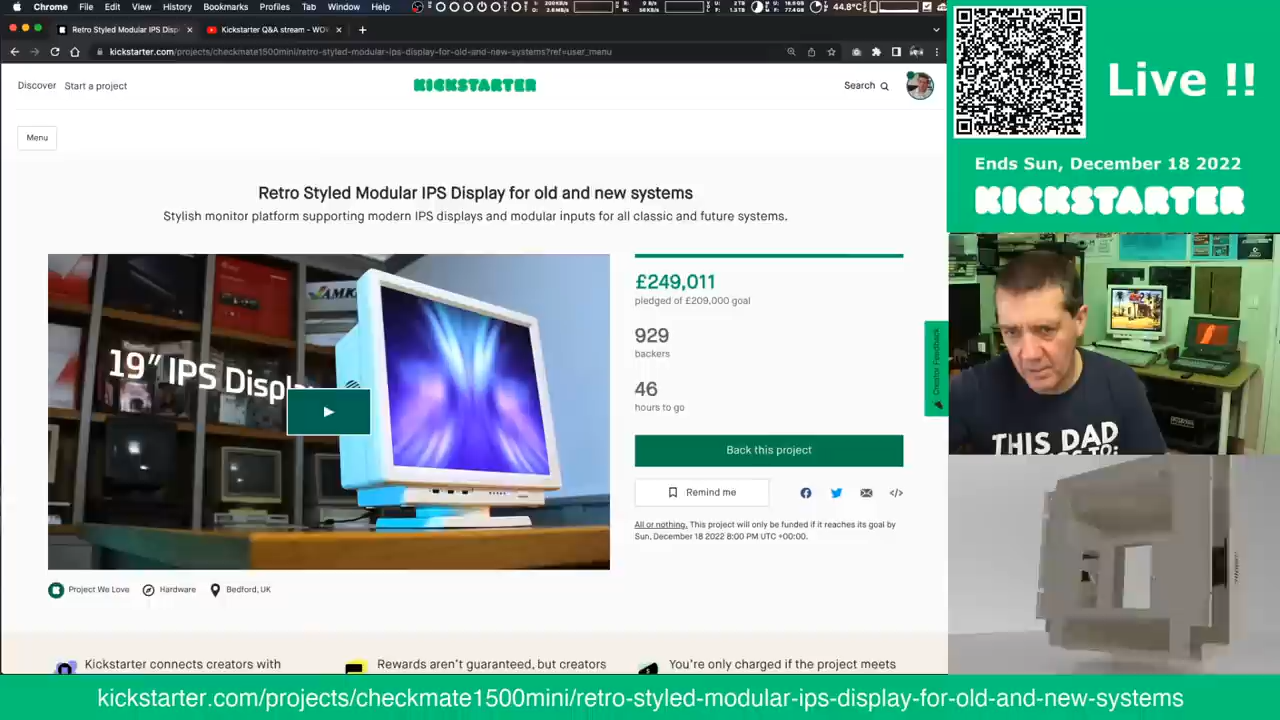 Chrome File Edit View History Bookmarks Profiles Tab Window Help
44.8°C
Retro Styled Modular IPS Disp
Kickstarter Q&A stream - WO
kickstarter.com/projects/checkmate1500mini/retro-styled-modular-ips-display-for-old-and-new-systems?ref=user_menu
Discover Start a project
KICKSTARTER
Search
Menu
Retro Styled Modular IPS Display for old and new systems
Stylish monitor platform supporting modern IPS displays and modular inputs for all classic and future systems.
19" IPS Displ
£249,011
pledged of £209,000 goal
929
backers
46
hours to go
Back this project
Remind me
All or nothing. This project will only be funded if it reaches its goal by
Sun, December 18 2022 8:00 PM UTC +00:00.
Project We Love Hardware Bedford, UK
Kickstarter connects creators with
Rewards aren't guaranteed, but creators
You're only charged if the project meets
Creator Feedback
Live !!
Ends Sun, December 18 2022
KICKSTARTER
THIS DAD
kickstarter.com/projects/checkmate1500mini/retro-styled-modular-ips-display-for-old-and-new-systems